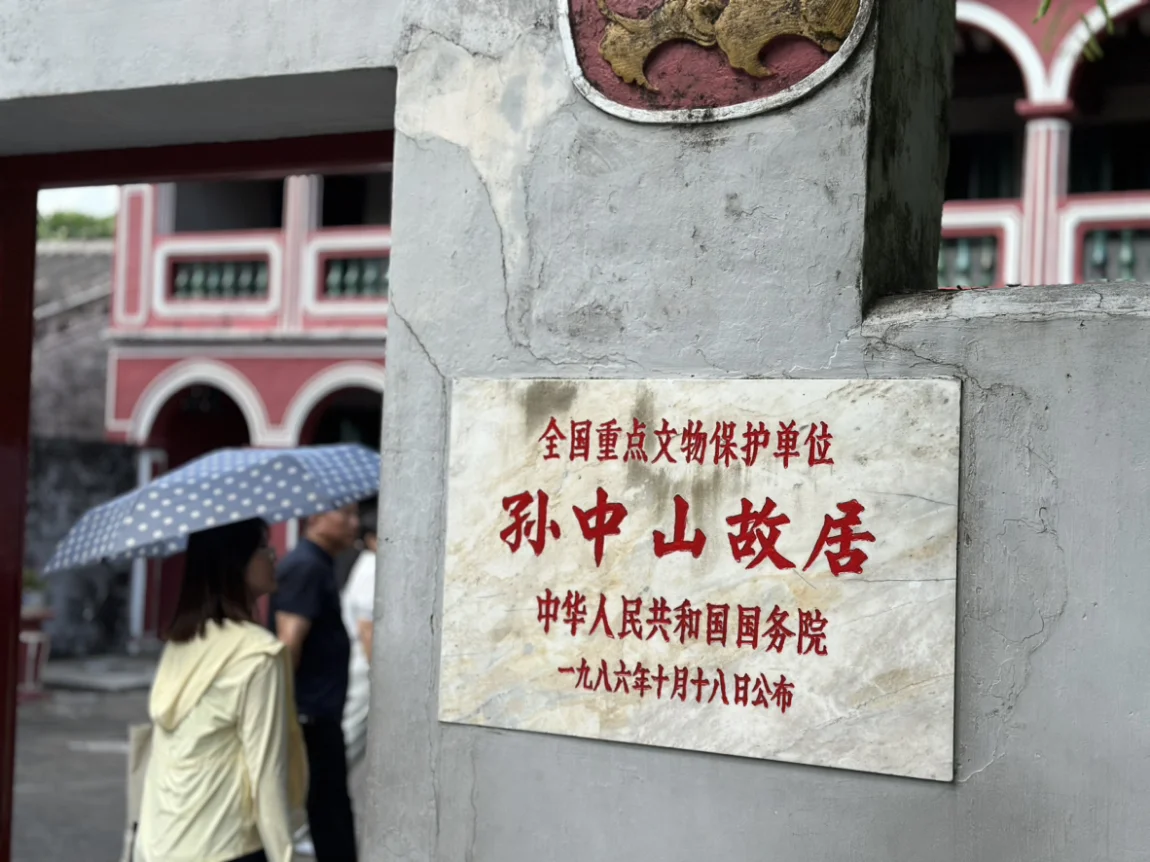 全国重点文物保护单位
孙中山故居
中华人民共和国国务院
一九八六年十月十八日公布